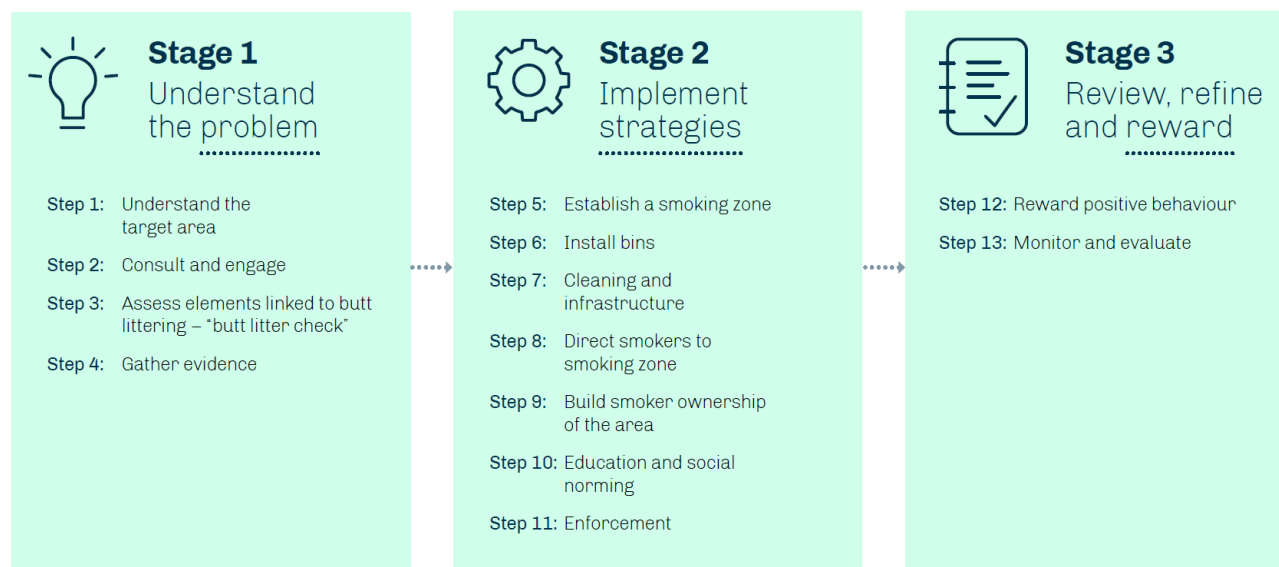 Stage 1
Understand
the problem
Step 1: Understand the
target area
Step 2: Consult and engage
Step 3: Assess elements linked to butt
littering – “butt litter check”
Step 4: Gather evidence
Stage 2
Implement
strategies
Step 5: Establish a smoking zone
Step 6: Install bins
Step 7: Cleaning and
infrastructure
Step 8: Direct smokers to
smoking zone
Step 9: Build smoker ownership
of the area
Step 10: Education and social
norming
Step 11: Enforcement
Stage 3
Review, refine
and reward
Step 12: Reward positive behaviour
Step 13: Monitor and evaluate